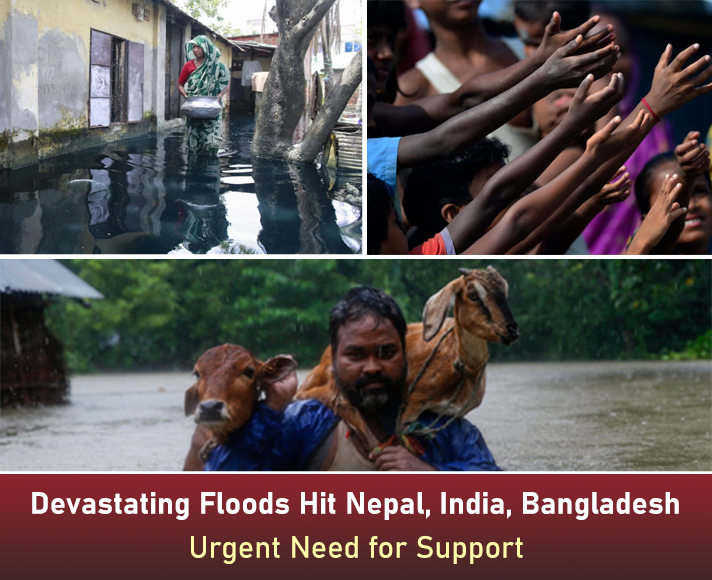 Devastating Floods Hit Nepal, India, Bangladesh
Urgent Need for Support